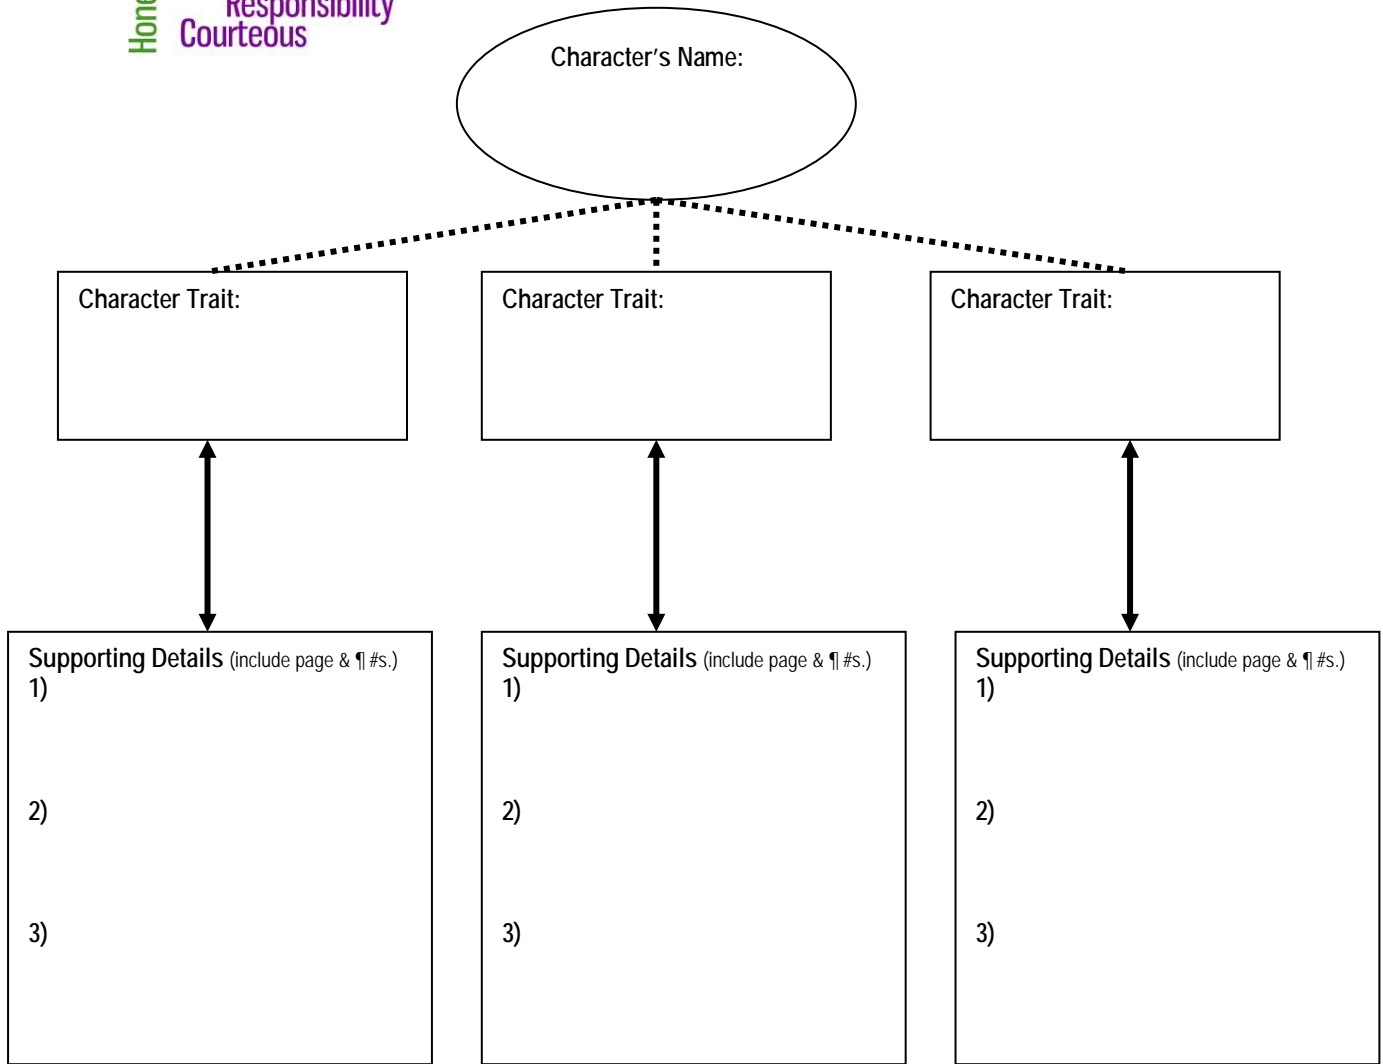 Responsibility
Courteous
Character's Name:
Character Trait:
Character Trait:
Character Trait:
Supporting Details (include page & ¶ #s.)
1)
2)
3)
Supporting Details (include page & ¶ #s.)
1)
2)
3)
Supporting Details (include page & ¶ #s.)
1)
2)
3)